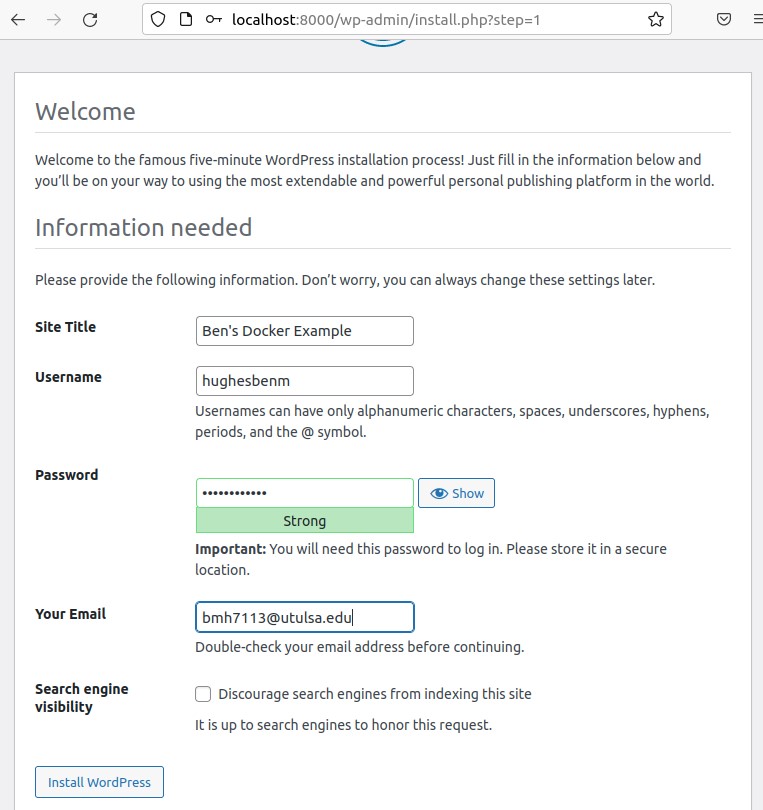 localhost:8000/wp-admin/install.php?step=1
Welcome
Welcome to the famous five-minute WordPress installation process! Just fill in the information below and
you’ll be on your way to using the most extendable and powerful personal publishing platform in the world.
Information needed
Please provide the following information. Don’t worry, you can always change these settings later.
Site Title
Ben's Docker Example
Username
hughesbenm
Usernames can have only alphanumeric characters, spaces, underscores, hyphens,
periods, and the @ symbol.
Password
••••••••••••
Show
Strong
Important: You will need this password to log in. Please store it in a secure
location.
Your Email
bmh7113@utulsa.edu
Double-check your email address before continuing.
Search engine
visibility
Discourage search engines from indexing this site
It is up to search engines to honor this request.
Install WordPress